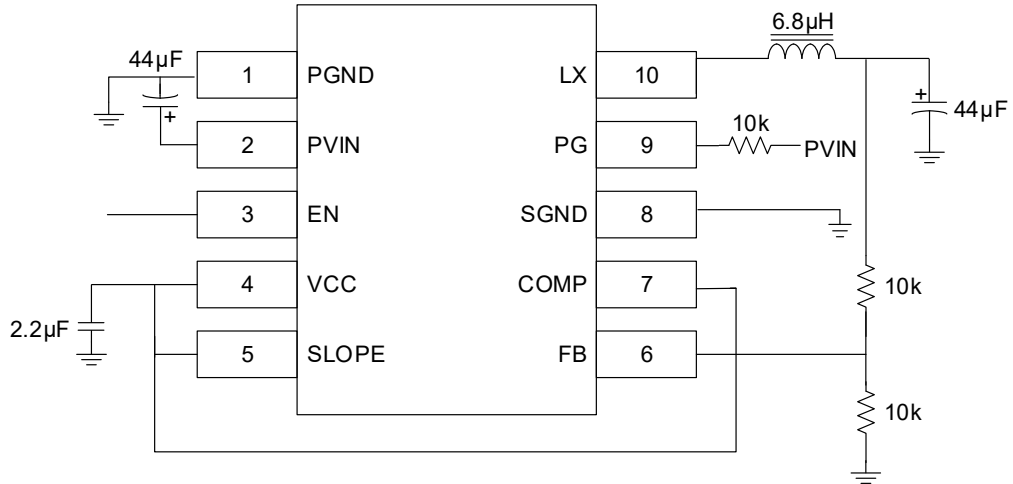 6.8µH
44µF
1 PGND LX 10
44µF
10k
2 PVIN PG 9 PVIN
3 EN SGND 8
4 VCC COMP 7
10k
2.2µF
5 SLOPE FB 6
10k